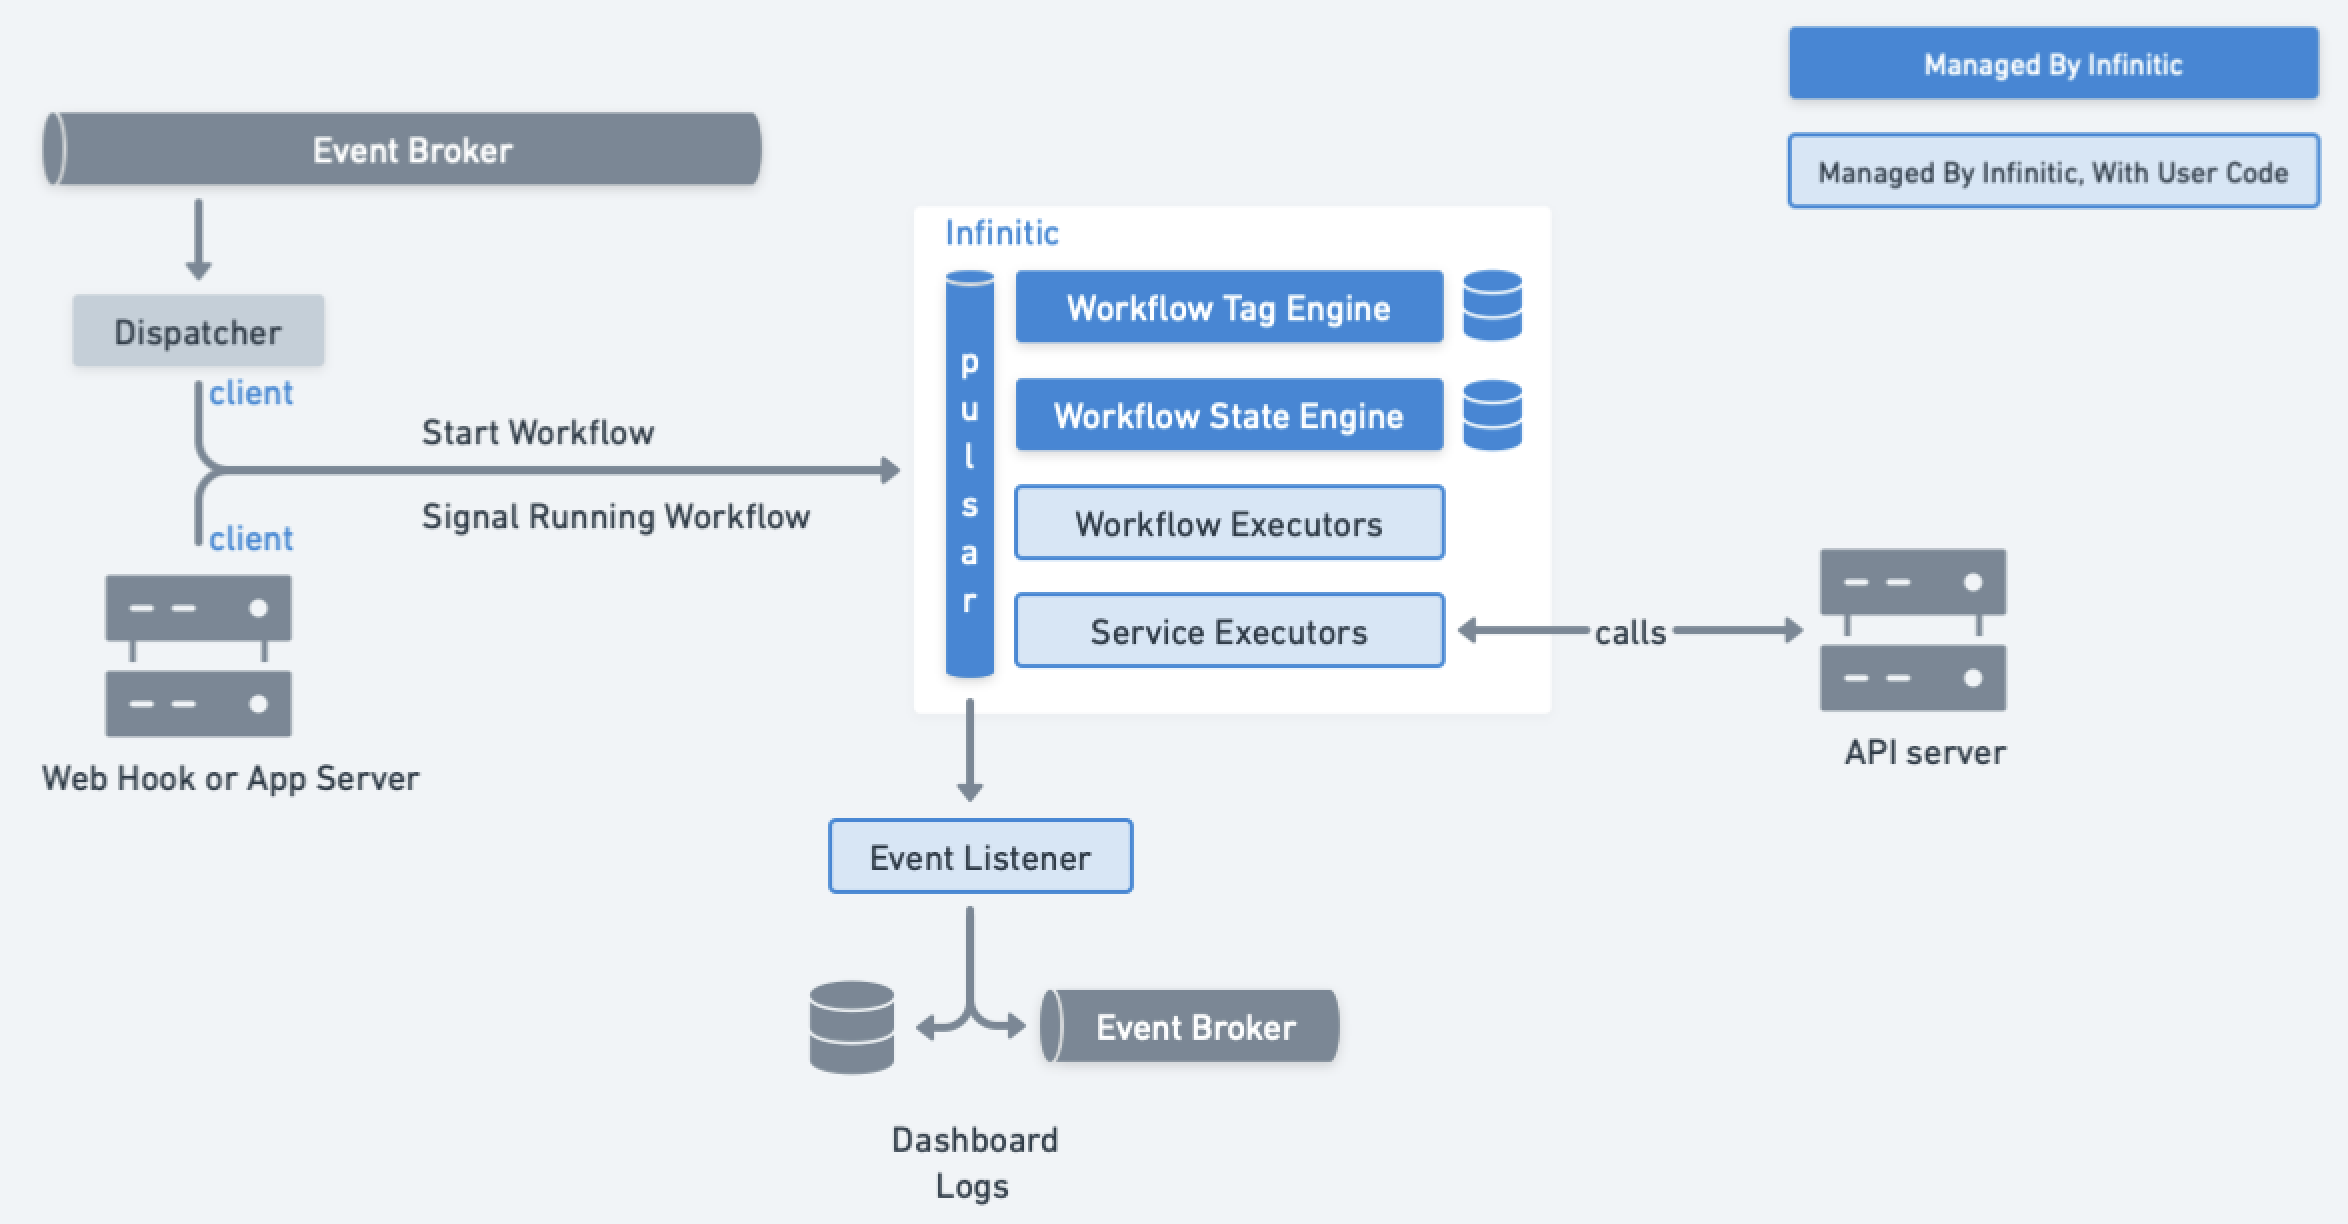 Managed By Infinitic
Managed By Infinitic, With User Code
Event Broker
Dispatcher
client
Start Workflow
Signal Running Workflow
client
Web Hook or App Server
Infinitic
pulsar
Workflow Tag Engine
Workflow State Engine
Workflow Executors
Service Executors
calls
API server
Event Listener
Event Broker
Dashboard
Logs